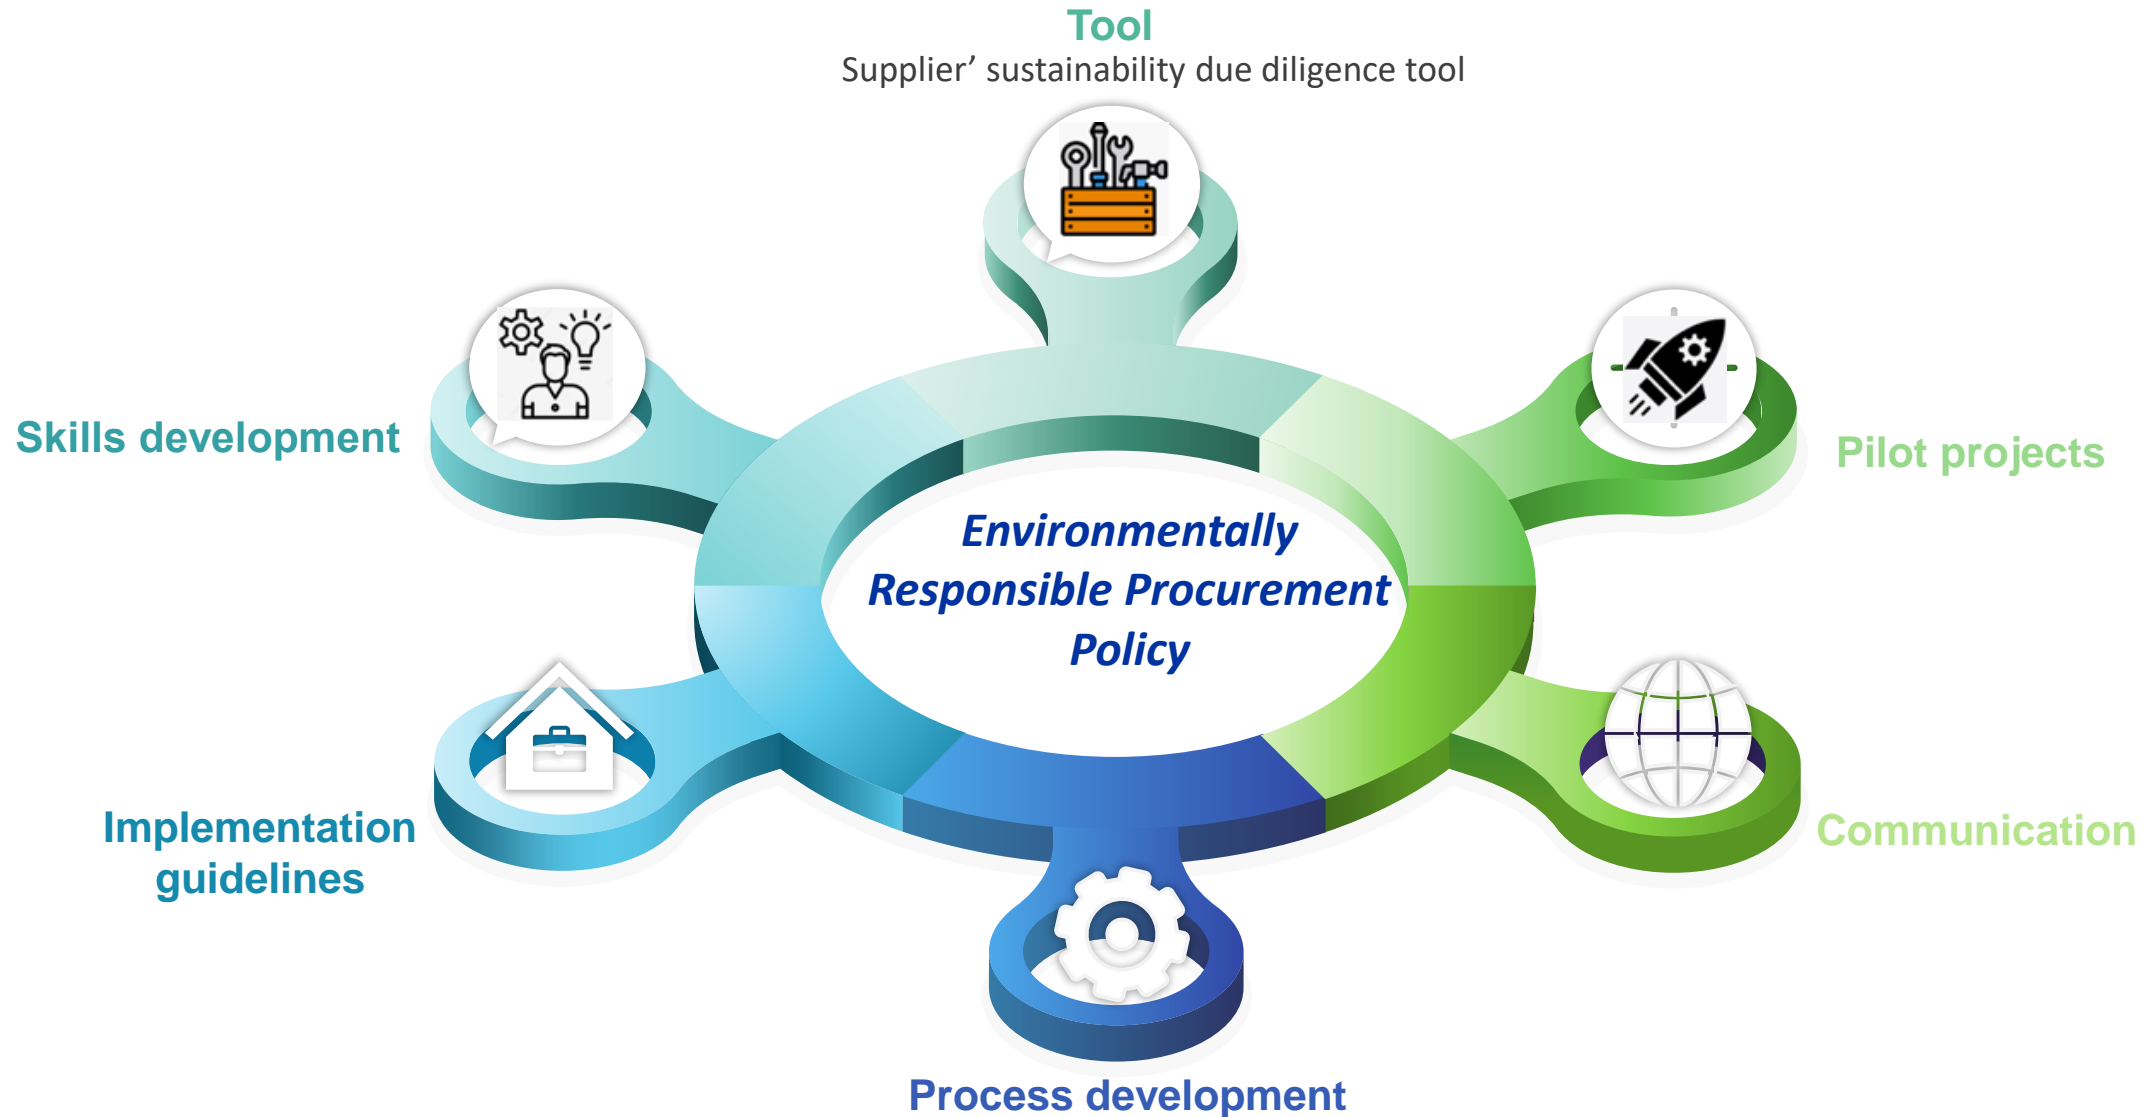 Tool
Supplier’ sustainability due diligence tool
Skills development
Pilot projects
Environmentally
Responsible Procurement
Policy
Implementation
guidelines
Communication
Process development